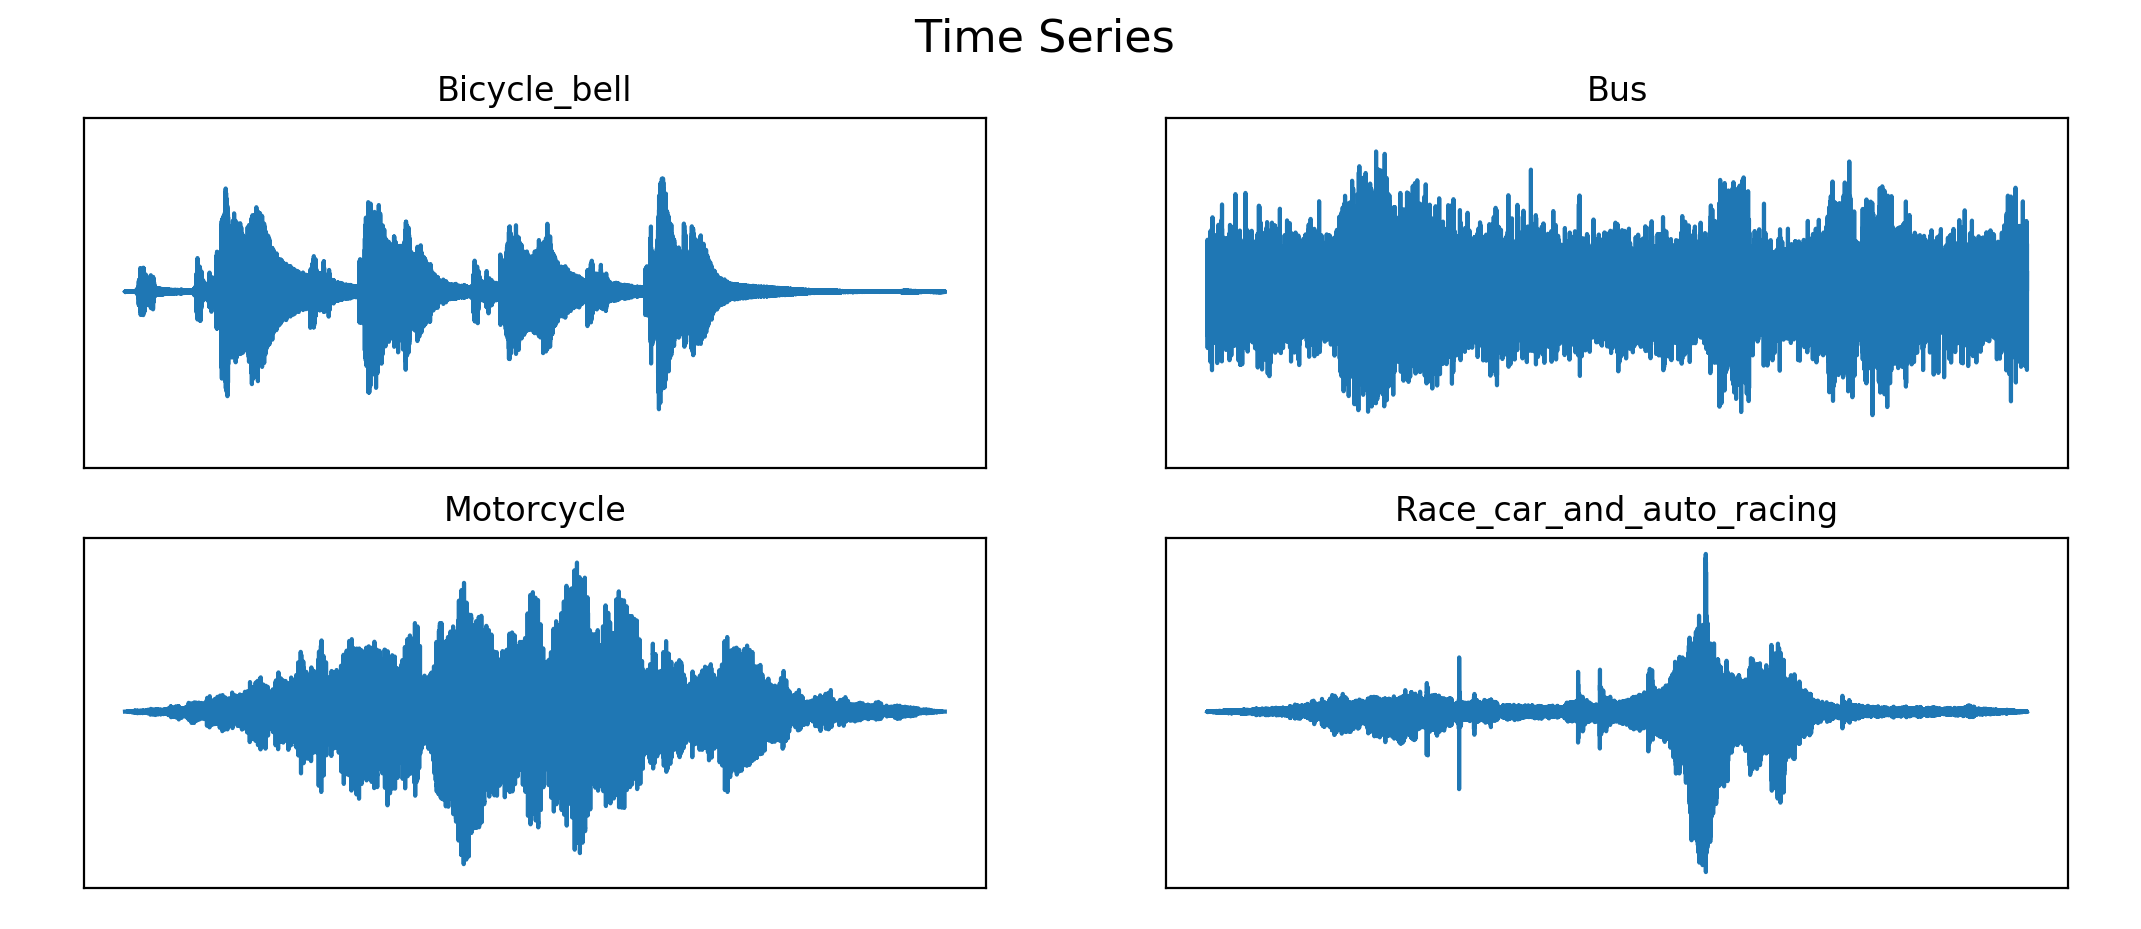 Time Series
Bicycle_bell
Bus
Motorcycle
Race_car_and_auto_racing